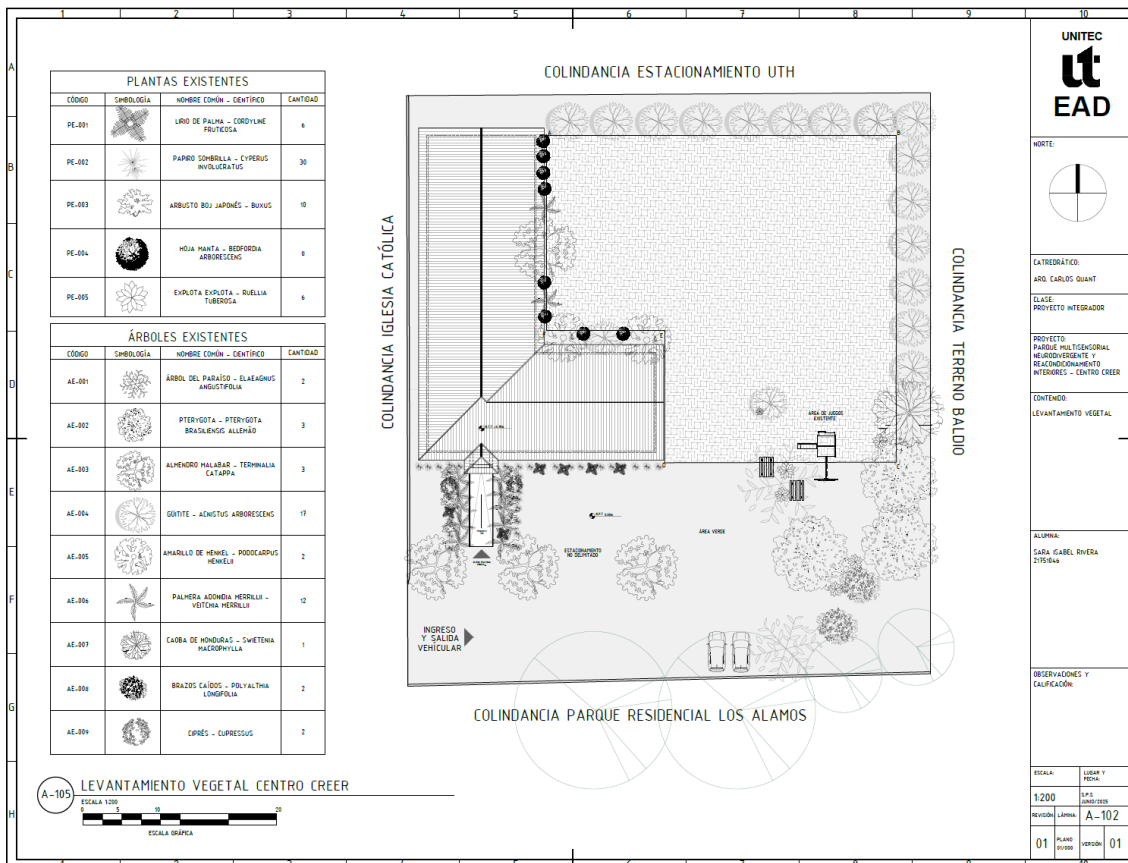 1 2 3 4 5 6 7 8 9 10
A
B
C
D
E
F
G
H
PLANTAS EXISTENTES
CÓDIGO SIMBOLOGÍA NOMBRE COMÚN - CIENTÍFICO CANTIDAD
PE-001 LIRIO DE PALMA - CORDYLINE FRUTICOSA 6
PE-002 PAPIRO SOMBRILLA - CYPERUS INVOLUCRATUS 30
PE-003 ARBUSTO BOJ JAPONÉS - BUXUS 10
PE-004 HOJA MANTA - BEDFORDIA ARBORESCENS 8
PE-005 EXPLOTA EXPLOTA - RUELLIA TUBEROSA 6
ÁRBOLES EXISTENTES
CÓDIGO SIMBOLOGÍA NOMBRE COMÚN - CIENTÍFICO CANTIDAD
AE-001 ÁRBOL DEL PARAÍSO - ELAEAGNUS ANGUSTIFOLIA 2
AE-002 PTERYGOTA - PTERYGOTA BRASILIENSIS ALLEMÃO 3
AE-003 ALMENDRO MALABAR - TERMINALIA CATAPPA 3
AE-004 GÜITITE - ACNISTUS ARBORESCENS 17
AE-005 AMARILLO DE HENKEL - PODOCARPUS HENKELII 2
AE-006 PALMERA ADONIDIA MERRILLII - VEITCHIA MERRILLII 12
AE-007 CAOBA DE HONDURAS - SWIETENIA MACROPHYLLA 1
AE-008 BRAZOS CAÍDOS - POLYALTHIA LONGIFOLIA 2
AE-009 CIPRÉS - CUPRESSUS 2
COLINDANCIA ESTACIONAMIENTO UTH
COLINDANCIA IGLESIA CATÓLICA
COLINDANCIA TERRENO BALDIO
A
B
E
C
ÁREA DE JUEGOS
EXISTENTE
ÁREA VERDE
ESTACIONAMIENTO
NO DELIMITADO
INGRESO
Y SALIDA
VEHICULAR
COLINDANCIA PARQUE RESIDENCIAL LOS ALAMOS
A-105
LEVANTAMIENTO VEGETAL CENTRO CREER
ESCALA 1:200
0 5 10 20
ESCALA GRÁFICA
UNITEC
ut
EAD
NORTE:
CATREDRÁTICO:
ARQ. CARLOS QUANT
CLASE:
PROYECTO INTEGRADOR
PROYECTO:
PARQUE MULTISENSORIAL
NEURODIVERGENTE Y
REACONDICIONAMIENTO
INTERIORES - CENTRO CREER
CONTENIDO:
LEVANTAMIENTO VEGETAL
ALUMNA:
SARA ISABEL RIVERA
21751046
OBSERVACIONES Y
CALIFICACIÓN:
ESCALA: LUGAR Y FECHA:
1:200 S.P.S JUNIO/2025
REVISIÓN: LÁMINA: A-102
01 PLANO 01/000 VERSIÓN 01